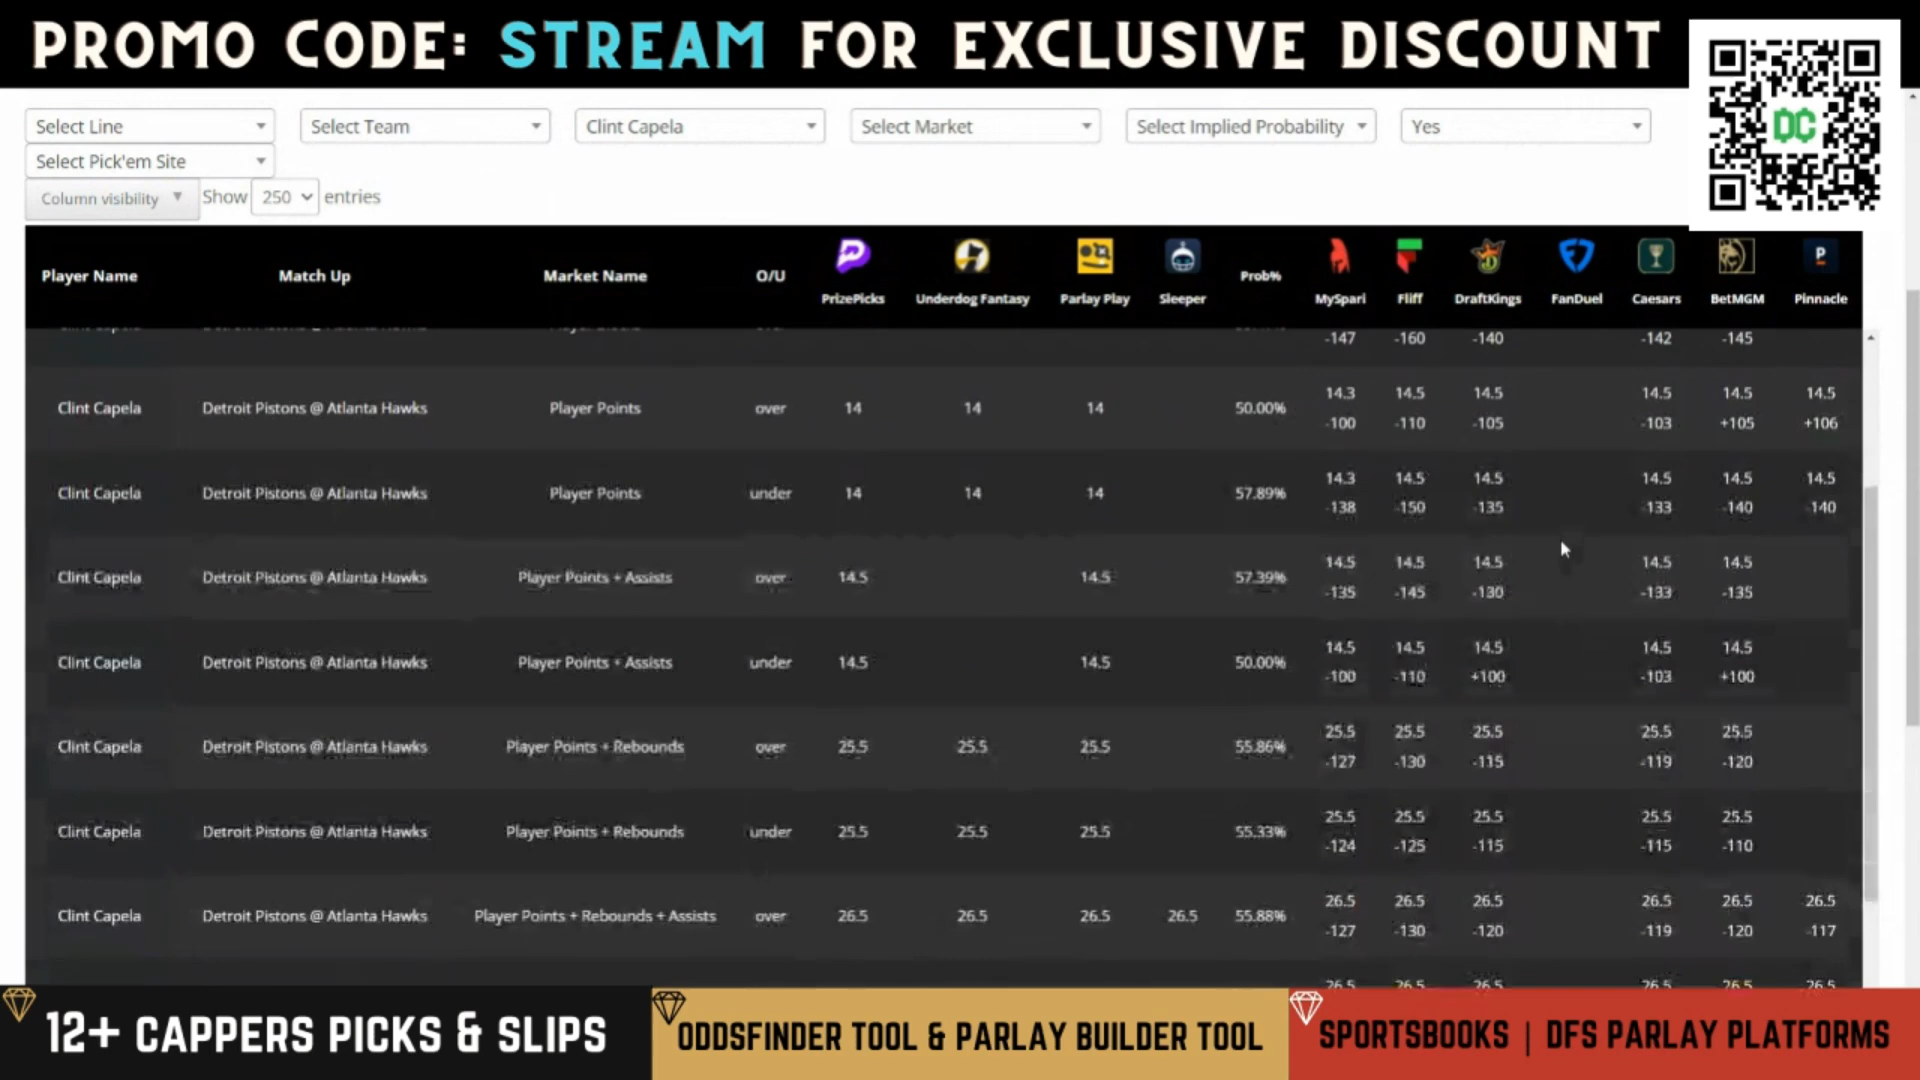 PROMO CODE: STREAM FOR EXCLUSIVE DISCOUNT
DC
Select Line Select Team Clint Capela Select Market Select Implied Probability Yes
Select Pick'em Site
Column visibility Show 250 entries
Player Name Match Up Market Name O/U PrizePicks Underdog Fantasy Parlay Play Sleeper Prob% MySpari Fliff DraftKings FanDuel Caesars BetMGM Pinnacle
-147 -160 -140 -142 -145
14.3 14.5 14.5 14.5 14.5 14.5
Clint Capela Detroit Pistons @ Atlanta Hawks Player Points over 14 14 14 50.00%
-100 -110 -105 -103 +105 +106
14.3 14.5 14.5 14.5 14.5 14.5
Clint Capela Detroit Pistons @ Atlanta Hawks Player Points under 14 14 14 57.89%
-138 -150 -135 -133 -140 -140
14.5 14.5 14.5 14.5 14.5
Clint Capela Detroit Pistons @ Atlanta Hawks Player Points + Assists over 14.5 14.5 57.39%
-135 -145 -130 -133 -135
14.5 14.5 14.5 14.5 14.5
Clint Capela Detroit Pistons @ Atlanta Hawks Player Points + Assists under 14.5 14.5 50.00%
-100 -110 +100 -103 +100
25.5 25.5 25.5 25.5 25.5
Clint Capela Detroit Pistons @ Atlanta Hawks Player Points + Rebounds over 25.5 25.5 25.5 55.86%
-127 -130 -115 -119 -120
25.5 25.5 25.5 25.5 25.5
Clint Capela Detroit Pistons @ Atlanta Hawks Player Points + Rebounds under 25.5 25.5 25.5 55.33%
-124 -125 -115 -115 -110
26.5 26.5 26.5 26.5 26.5 26.5
Clint Capela Detroit Pistons @ Atlanta Hawks Player Points + Rebounds + Assists over 26.5 26.5 26.5 26.5 55.88%
-127 -130 -120 -119 -120 -117
26.5 26.5 26.5 26.5 26.5 26.5
12+ CAPPERS PICKS & SLIPS ODDSFINDER TOOL & PARLAY BUILDER TOOL SPORTSBOOKS | DFS PARLAY PLATFORMS